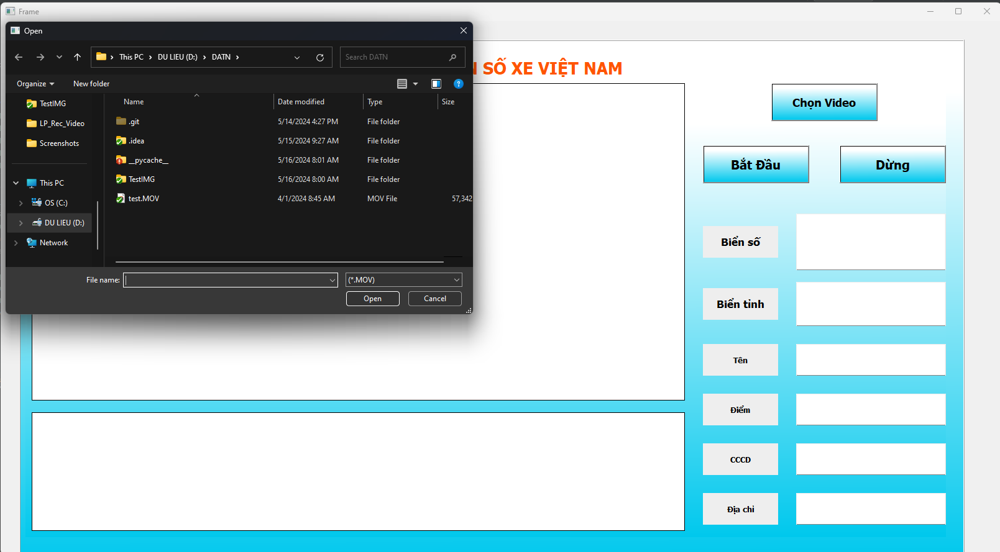 Frame
Open
This PC > DU LIEU (D:) > DATN >
Search DATN
Organize
New folder
TestIMG
LP_Rec_Video
Screenshots
This PC
OS (C:)
DU LIEU (D:)
Network
Name Date modified Type Size
.git 5/14/2024 4:27 PM File folder
.idea 5/15/2024 9:27 AM File folder
__pycache__ 5/16/2024 8:01 AM File folder
TestIMG 5/16/2024 8:00 AM File folder
test.MOV 4/1/2024 8:45 AM MOV File 57,342
File name:
(*.MOV)
Open
Cancel
SỐ XE VIỆT NAM
Chọn Video
Bắt Đầu
Dừng
Biển số
Biển tỉnh
Tên
Điểm
CCCD
Địa chỉ